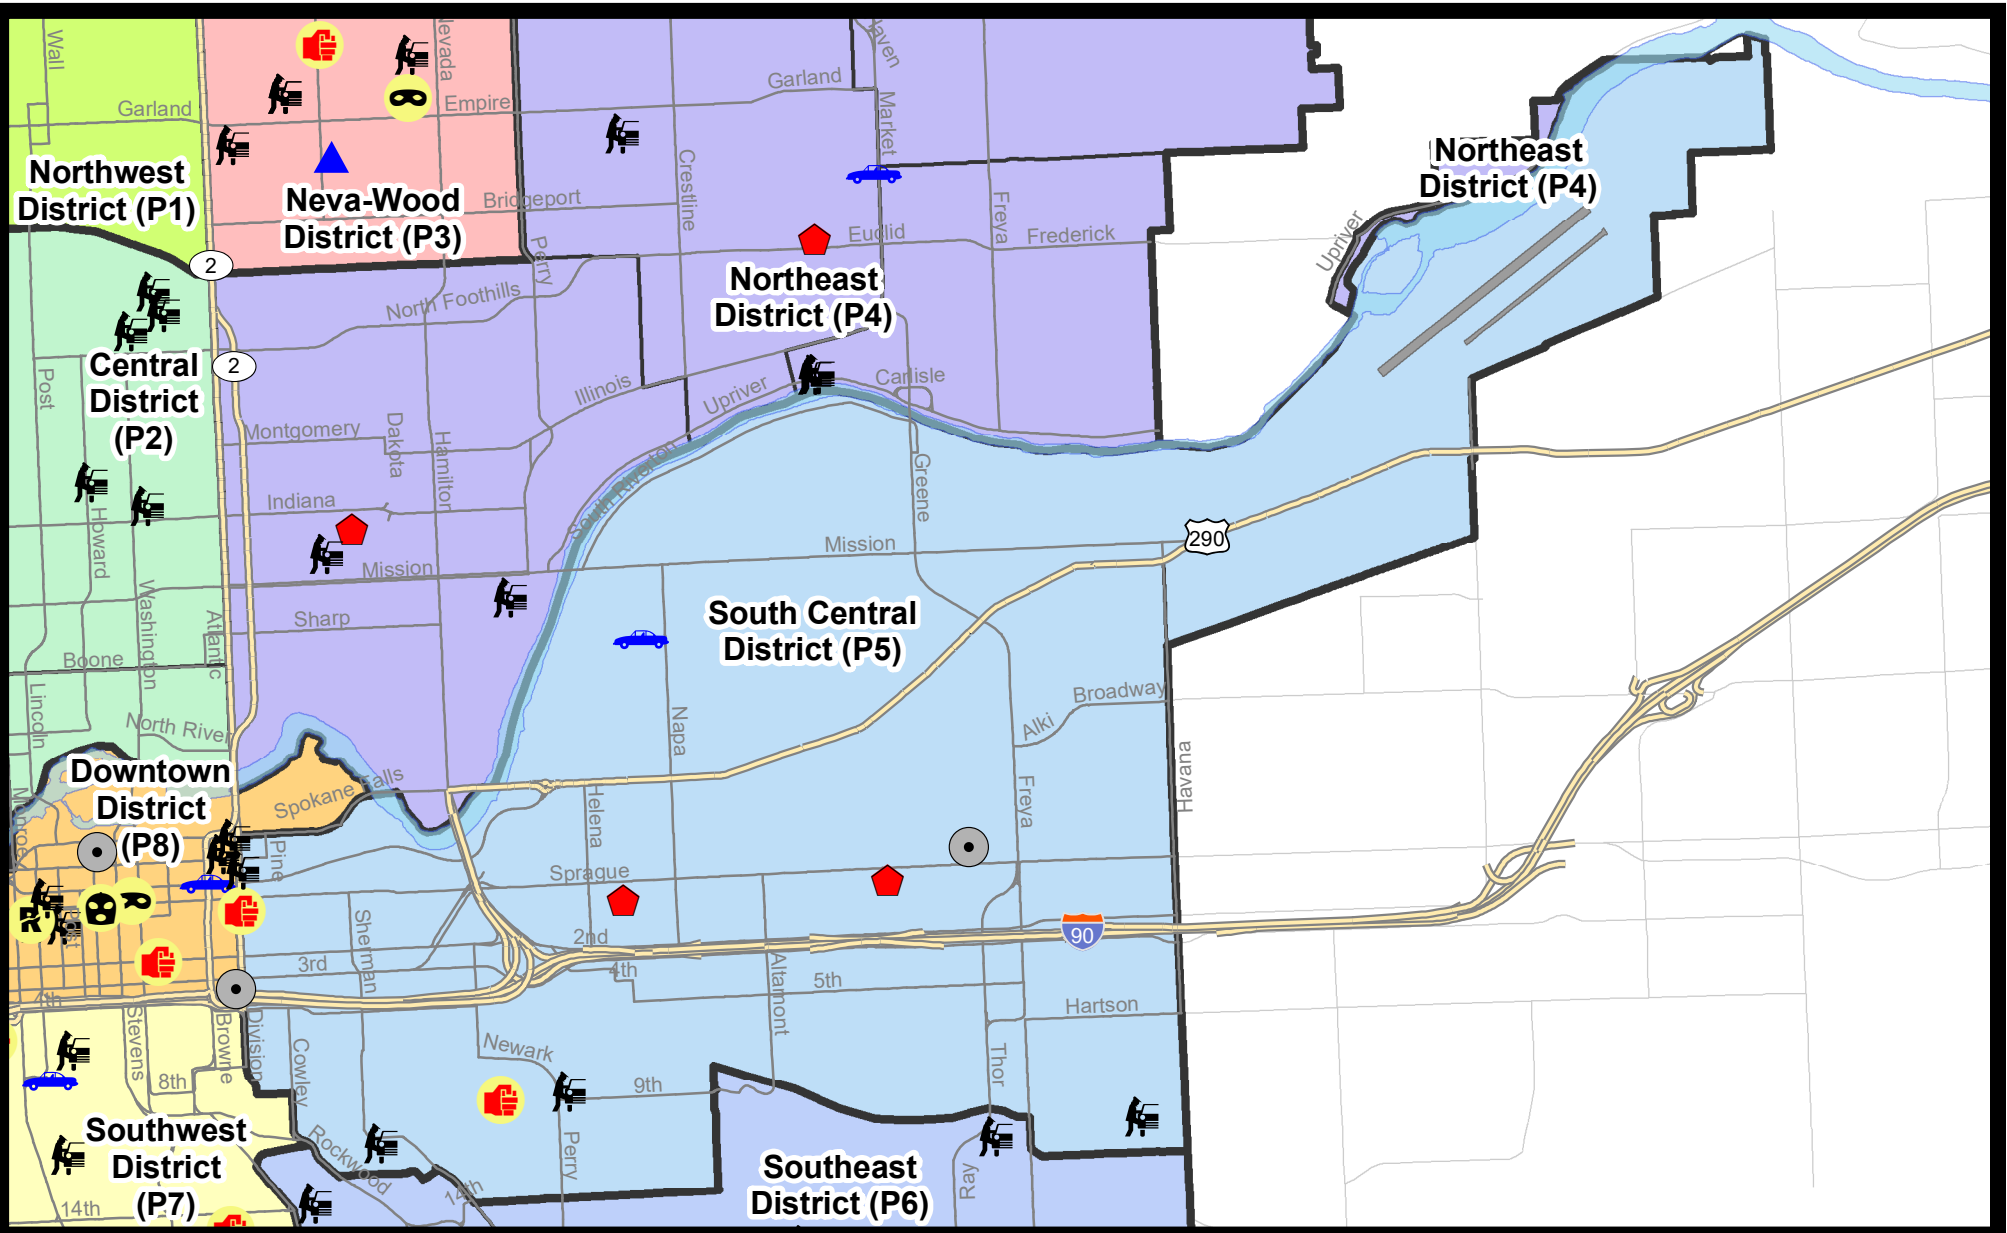 Wall
Nevada
Haven
Garland
Garland
Empire
Market
Northwest
District (P1)
Neva-Wood
District (P3)
Bridgeport
Crestline
Freya
Northeast
District (P4)
Upriver
2
Perry
Euclid
Frederick
Northeast
District (P4)
North Foothills
2
Central
District
(P2)
Post
Illinois
Upriver
Carlisle
Montgomery
Dakota
Hamilton
South Riverton
Greene
Indiana
Howard
Mission
290
Mission
Washington
Atlantic
Sharp
South Central
District (P5)
Boone
Lincoln
North River
Napa
Broadway
Alki
Havana
Downtown
District
(P8)
Spokane Falls
Monroe
Helena
Freya
Pine
Sprague
R
Sherman
2nd
90
3rd
4th
5th
Altamont
4th
Hartson
Stevens
Browne
Division
Cowley
Newark
Thor
8th
9th
Southwest
District
(P7)
Rockwood
Perry
14th
14th
Southeast
District (P6)
Ray